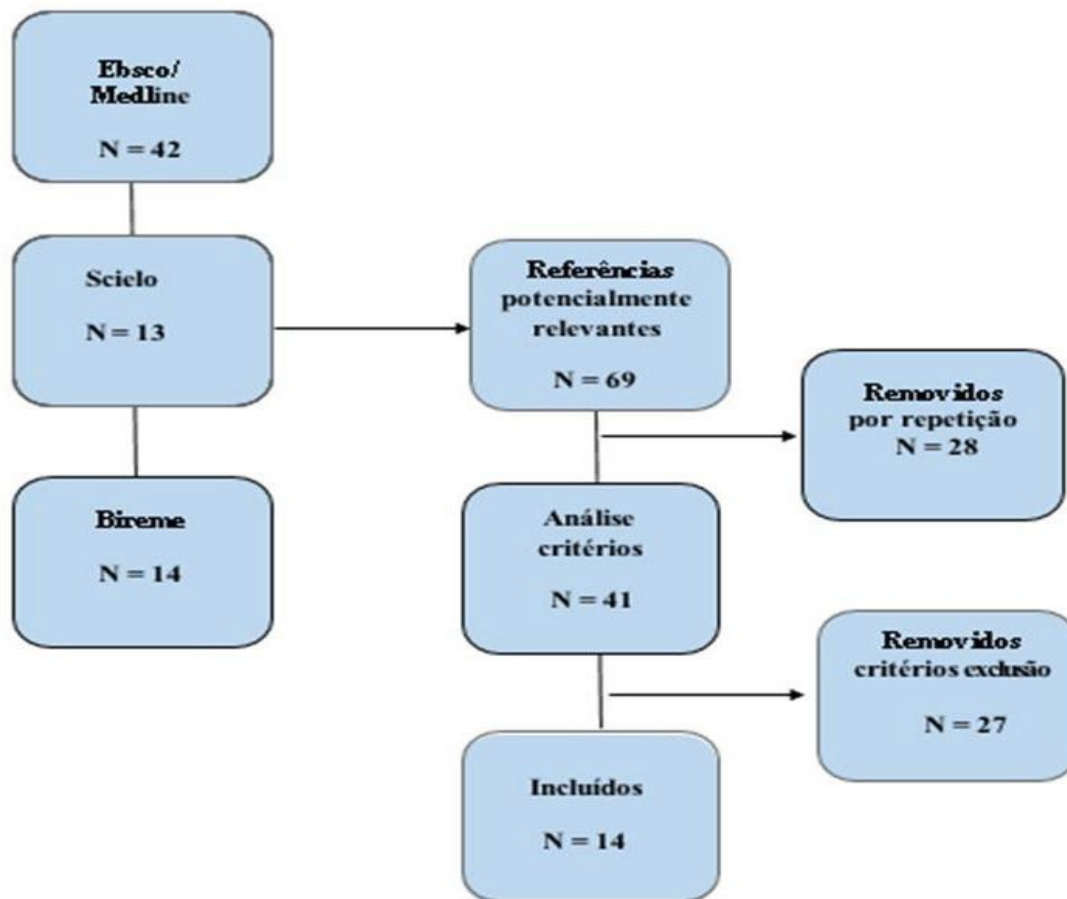 Ebsco/
Medline
N = 42
Scielo
N = 13
Bireme
N = 14
Referências
potencialmente
relevantes
N = 69
Removidos
por repetição
N = 28
Análise
critérios
N = 41
Removidos
critérios exclusão
N = 27
Incluídos
N = 14